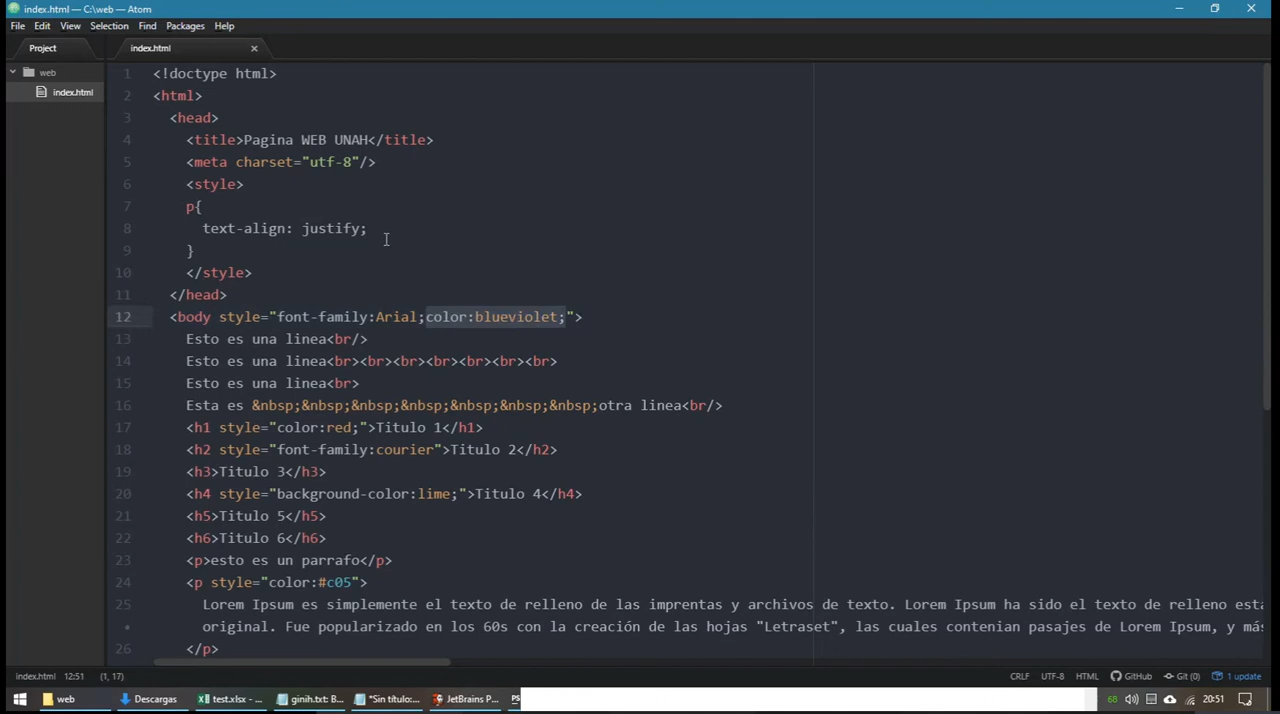 index.html — C:\web — Atom
File Edit View Selection Find Packages Help
Project
index.html
web
index.html
1 <!doctype html>
2 <html>
3 <head>
4 <title>Pagina WEB UNAH</title>
5 <meta charset="utf-8"/>
6 <style>
7 p{
8 text-align: justify;
9 }
10 </style>
11 </head>
12 <body style="font-family:Arial;color:blueviolet;">
13 Esto es una linea<br/>
14 Esto es una linea<br><br><br><br><br><br><br>
15 Esto es una linea<br>
16 Esta es &nbsp;&nbsp;&nbsp;&nbsp;&nbsp;&nbsp;&nbsp;otra linea<br/>
17 <h1 style="color:red;">Titulo 1</h1>
18 <h2 style="font-family:courier">Titulo 2</h2>
19 <h3>Titulo 3</h3>
20 <h4 style="background-color:lime;">Titulo 4</h4>
21 <h5>Titulo 5</h5>
22 <h6>Titulo 6</h6>
23 <p>esto es un parrafo</p>
24 <p style="color:#c05">
25 Lorem Ipsum es simplemente el texto de relleno de las imprentas y archivos de texto. Lorem Ipsum ha sido el texto de relleno está
• original. Fue popularizado en los 60s con la creación de las hojas "Letraset", las cuales contenian pasajes de Lorem Ipsum, y más
26 </p>
index.html 12:51 (1, 17) CRLF UTF-8 HTML GitHub Git (0) 1 update
web Descargas test.xlsx - ... ginih.txt: B... *Sin título:... JetBrains P... PS 68 20:51